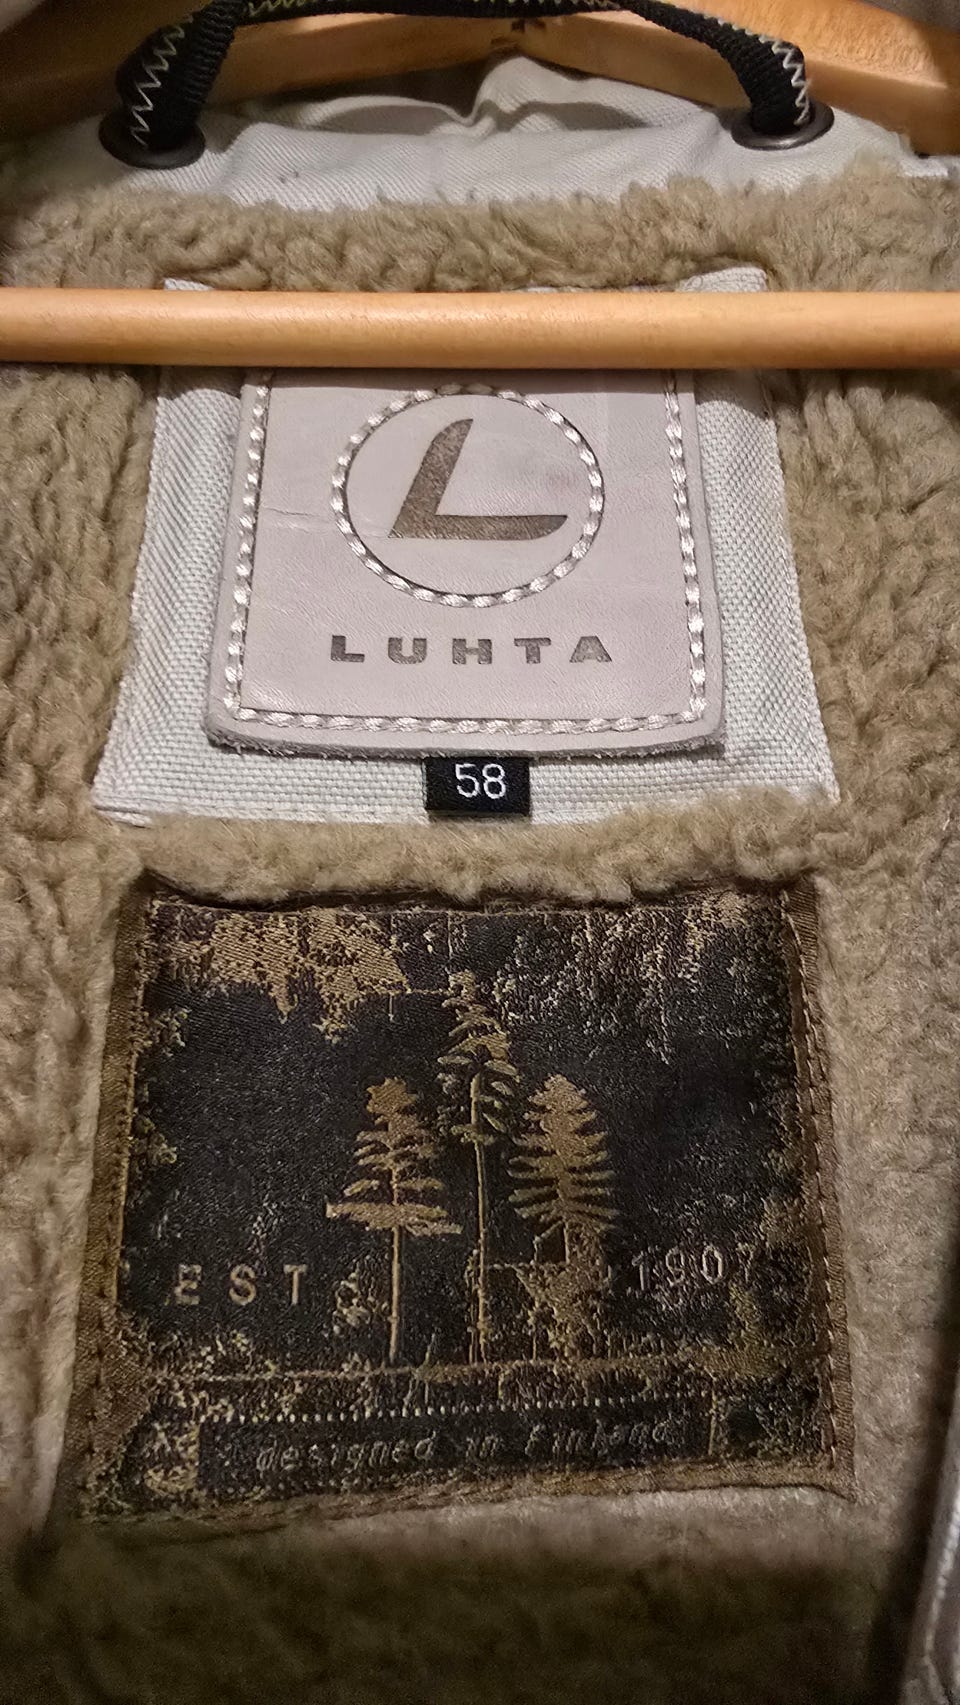 L
LUHTA
58
EST 1907
designed in finland